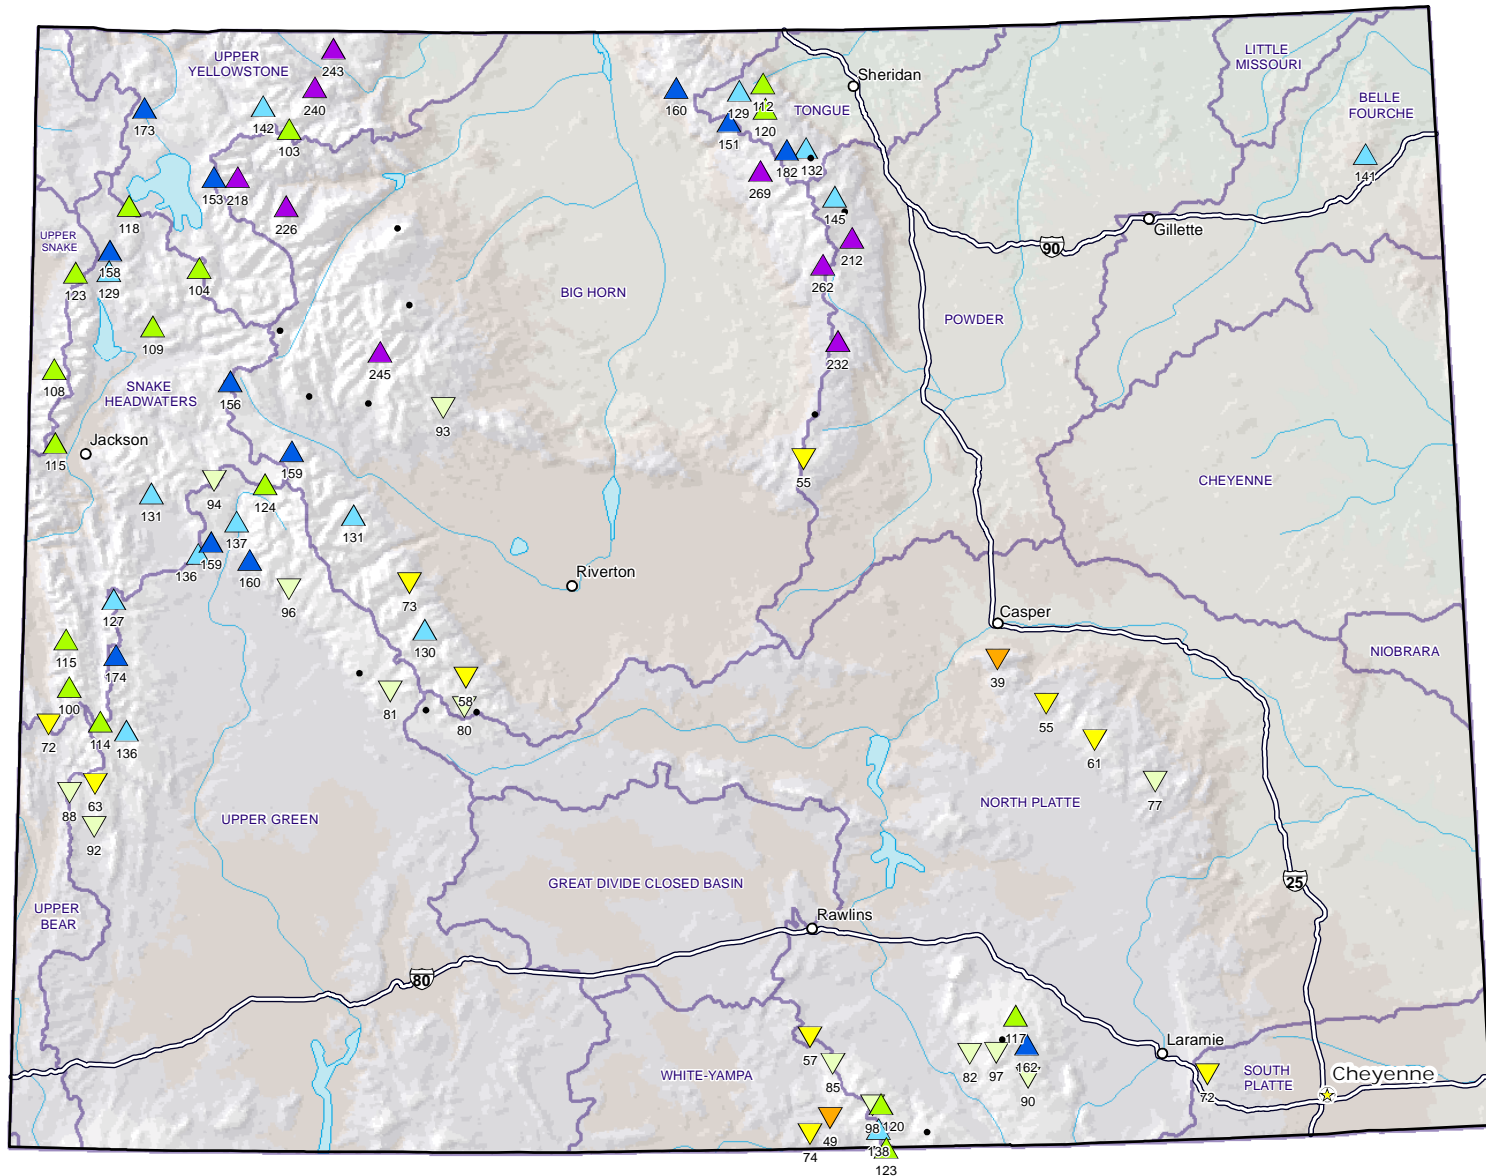 243
UPPER
YELLOWSTONE
240
173
142
103
160
129
112
120
TONGUE
Sheridan
LITTLE
MISSOURI
BELLE
FOURCHE
151
182
132
141
153
218
269
118
226
145
Gillette
UPPER
SNAKE
212
90
158
129
123
104
262
BIG HORN
POWDER
109
232
245
108
SNAKE
HEADWATERS
156
93
Jackson
115
159
55
CHEYENNE
94
124
131
137
131
136
159
160
Riverton
73
96
127
Casper
130
115
174
NIOBRARA
39
58
100
81
80
55
72
114
136
61
63
77
88
NORTH PLATTE
92
UPPER GREEN
GREAT DIVIDE CLOSED BASIN
25
UPPER
BEAR
Rawlins
80
117
Laramie
57
82
97
162
85
WHITE-YAMPA
90
72
SOUTH
PLATTE
Cheyenne
49
98
120
74
138
123